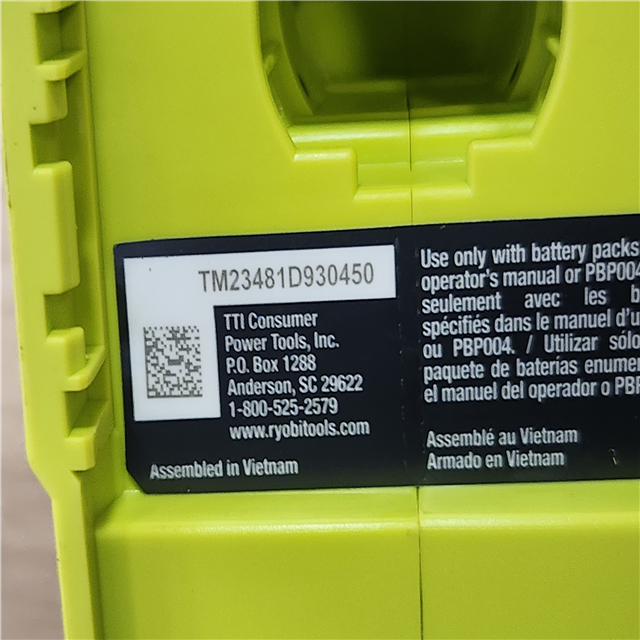 TM23481D930450
TTI Consumer
Power Tools, Inc.
P.O. Box 1288
Anderson, SC 29622
1-800-525-2579
www.ryobitools.com
Assembled in Vietnam
Use only with battery packs
operator's manual or PBP004
seulement avec les
spécifiés dans le manuel d'u
ou PBP004. / Utilizar sólo
paquete de baterías enume
el manuel del operador o PBP
Assemblé au Vietnam
Armado en Vietnam